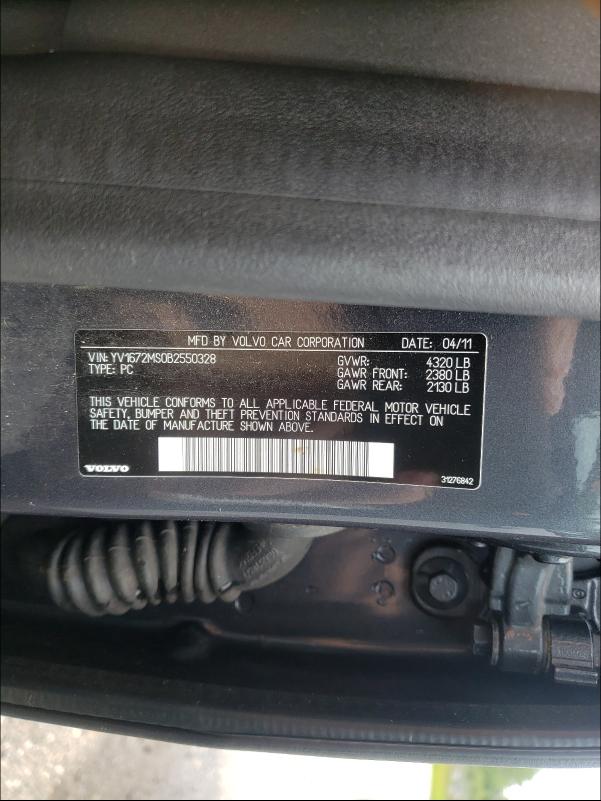 MFD BY VOLVO CAR CORPORATION DATE: 04/11
VIN: YV1672MS0B2550328 GVWR: 4320 LB
TYPE: PC GAWR FRONT: 2380 LB
GAWR REAR: 2130 LB
THIS VEHICLE CONFORMS TO ALL APPLICABLE FEDERAL MOTOR VEHICLE
SAFETY, BUMPER AND THEFT PREVENTION STANDARDS IN EFFECT ON
THE DATE OF MANUFACTURE SHOWN ABOVE.
VOLVO 31276842